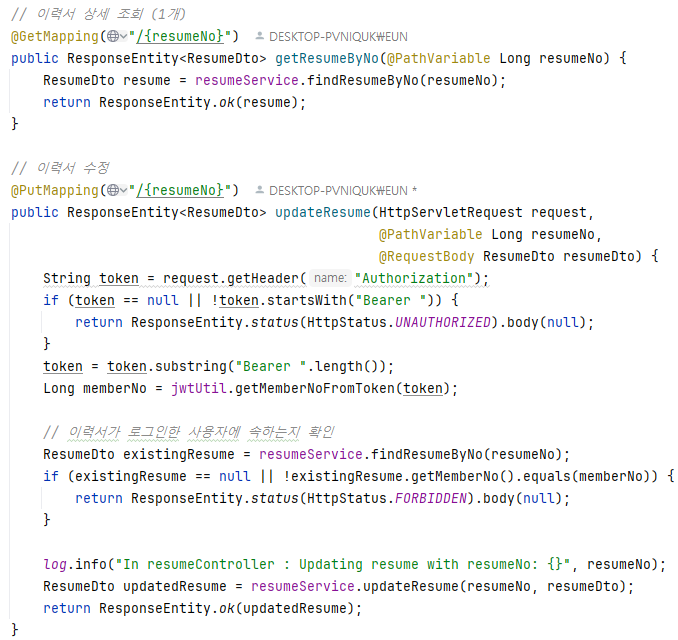 // 이력서 상세 조회 (1개)
@GetMapping("/{resumeNo}") DESKTOP-PVNIQUK₩EUN
public ResponseEntity<ResumeDto> getResumeByNo(@PathVariable Long resumeNo) {
    ResumeDto resume = resumeService.findResumeByNo(resumeNo);
    return ResponseEntity.ok(resume);
}

// 이력서 수정
@PutMapping("/{resumeNo}") DESKTOP-PVNIQUK₩EUN *
public ResponseEntity<ResumeDto> updateResume(HttpServletRequest request,
                                              @PathVariable Long resumeNo,
                                              @RequestBody ResumeDto resumeDto) {
    String token = request.getHeader( name: "Authorization");
    if (token == null || !token.startsWith("Bearer ")) {
        return ResponseEntity.status(HttpStatus.UNAUTHORIZED).body(null);
    }
    token = token.substring("Bearer ".length());
    Long memberNo = jwtUtil.getMemberNoFromToken(token);

    // 이력서가 로그인한 사용자에 속하는지 확인
    ResumeDto existingResume = resumeService.findResumeByNo(resumeNo);
    if (existingResume == null || !existingResume.getMemberNo().equals(memberNo)) {
        return ResponseEntity.status(HttpStatus.FORBIDDEN).body(null);
    }

    log.info("In resumeController : Updating resume with resumeNo: {}", resumeNo);
    ResumeDto updatedResume = resumeService.updateResume(resumeNo, resumeDto);
    return ResponseEntity.ok(updatedResume);
}